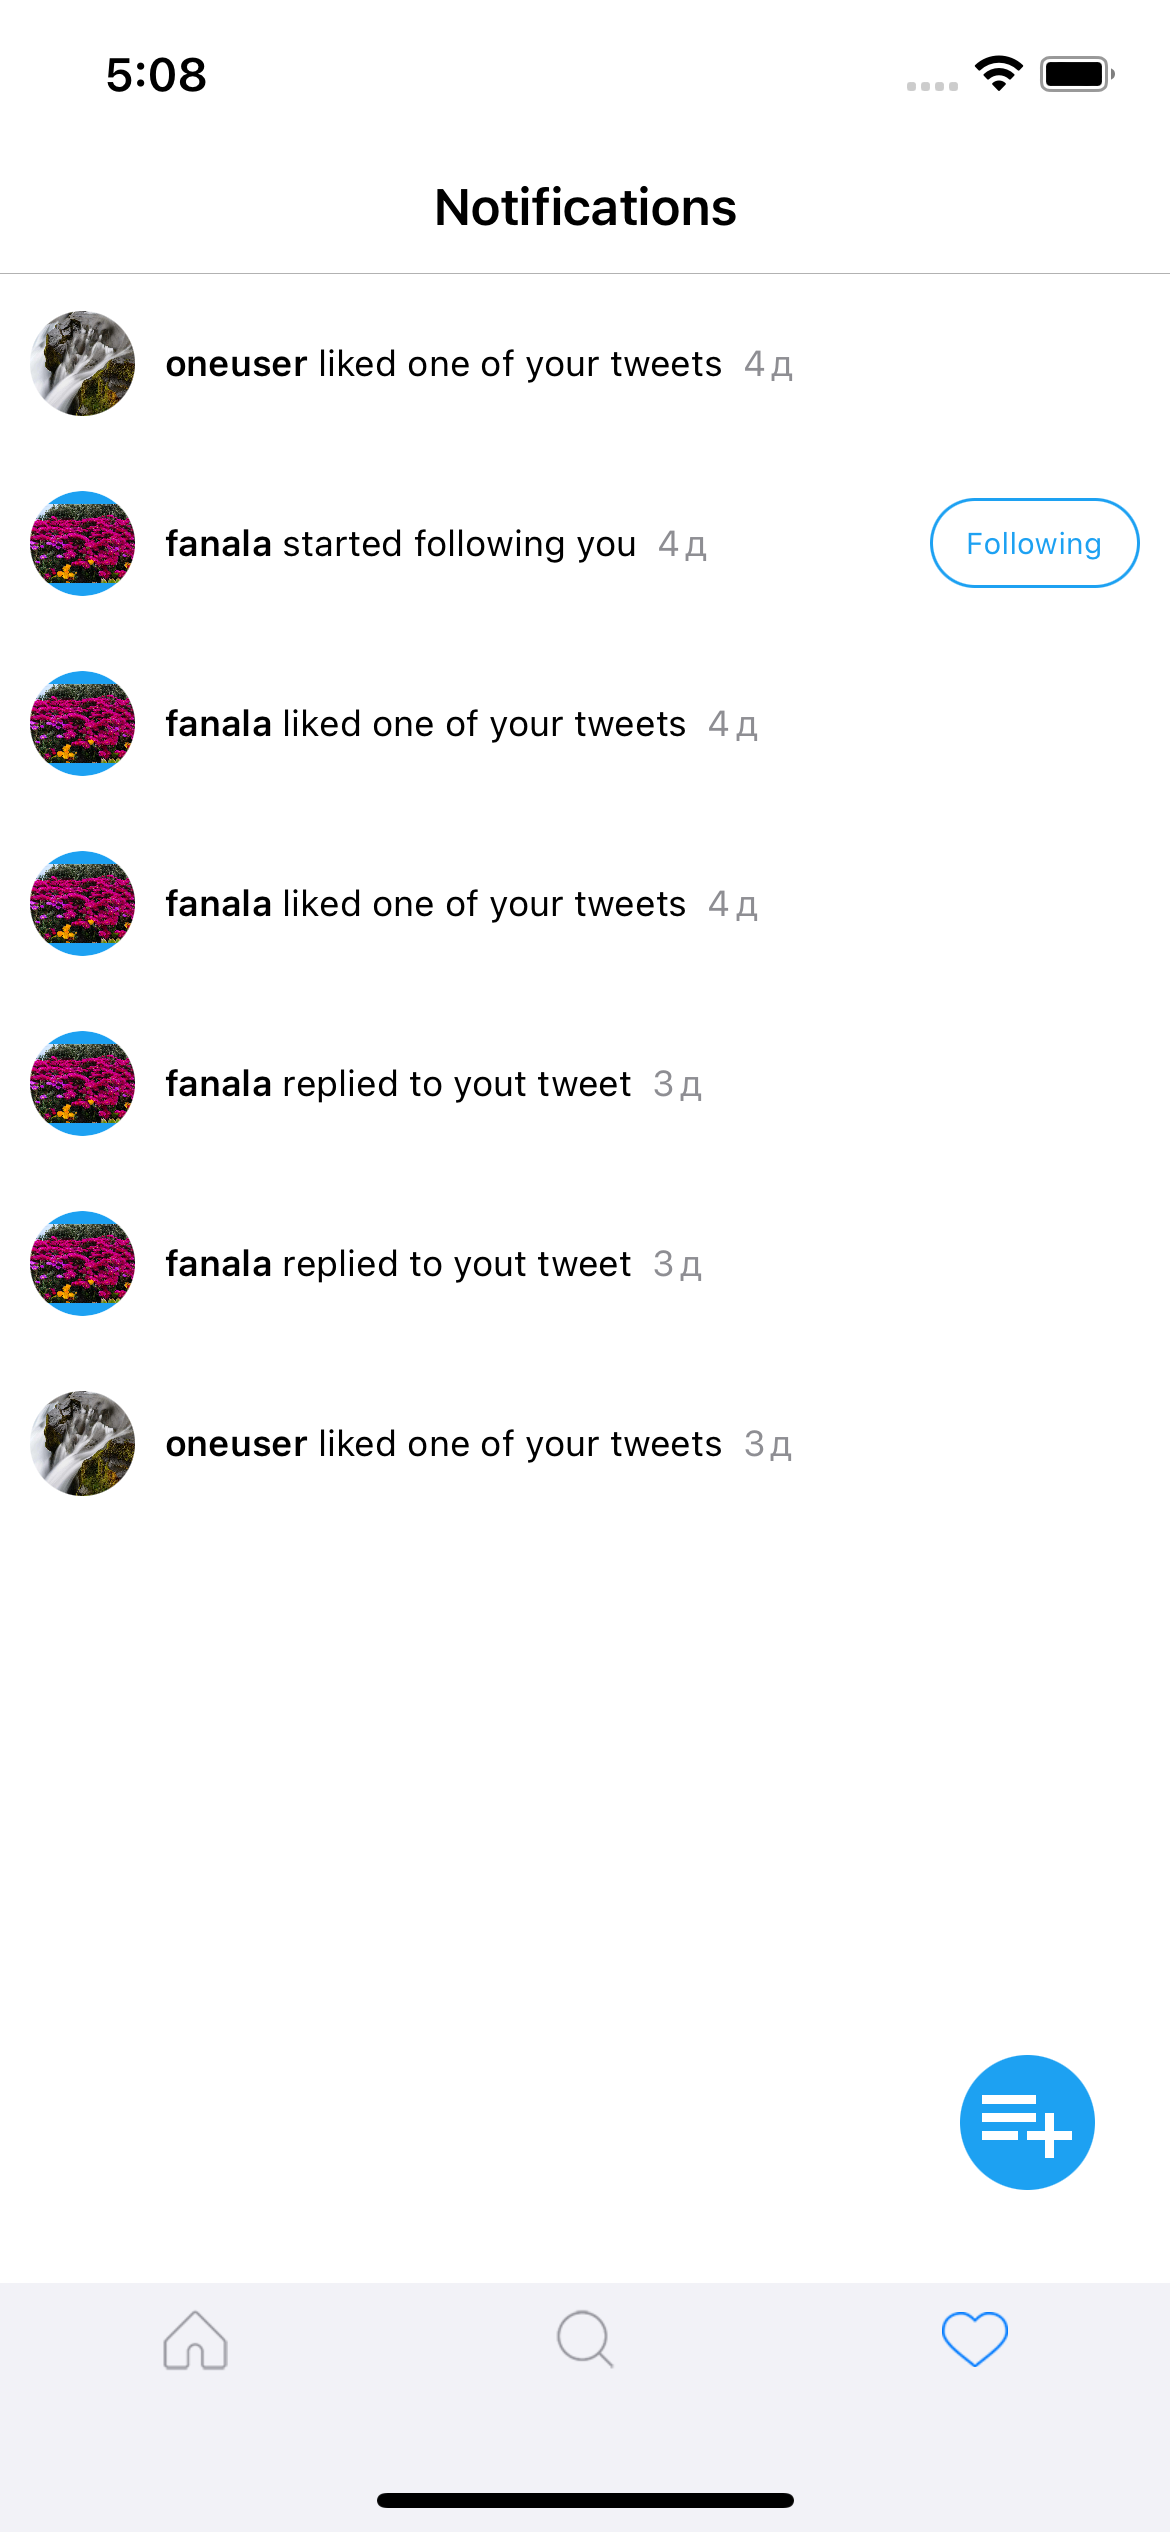 5:08
Notifications
oneuser liked one of your tweets 4 д
fanala started following you 4 д Following
fanala liked one of your tweets 4 д
fanala liked one of your tweets 4 д
fanala replied to yout tweet 3 д
fanala replied to yout tweet 3 д
oneuser liked one of your tweets 3 д